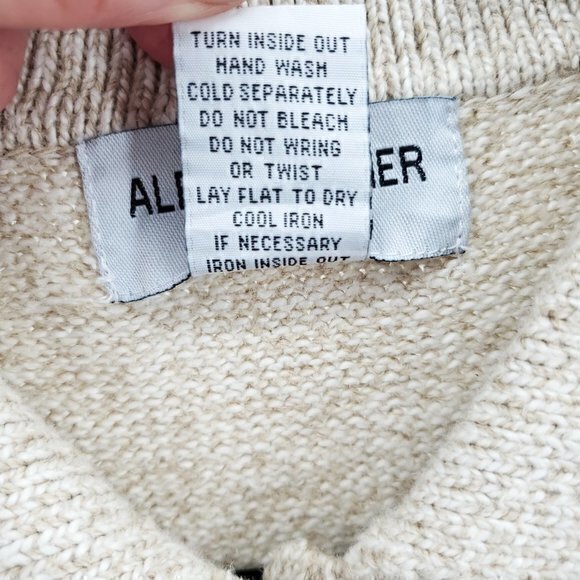 TURN INSIDE OUT
HAND WASH
COLD SEPARATELY
DO NOT BLEACH
DO NOT WRING
OR TWIST
LAY FLAT TO DRY
COOL IRON
IF NECESSARY
IRON INSIDE OUT